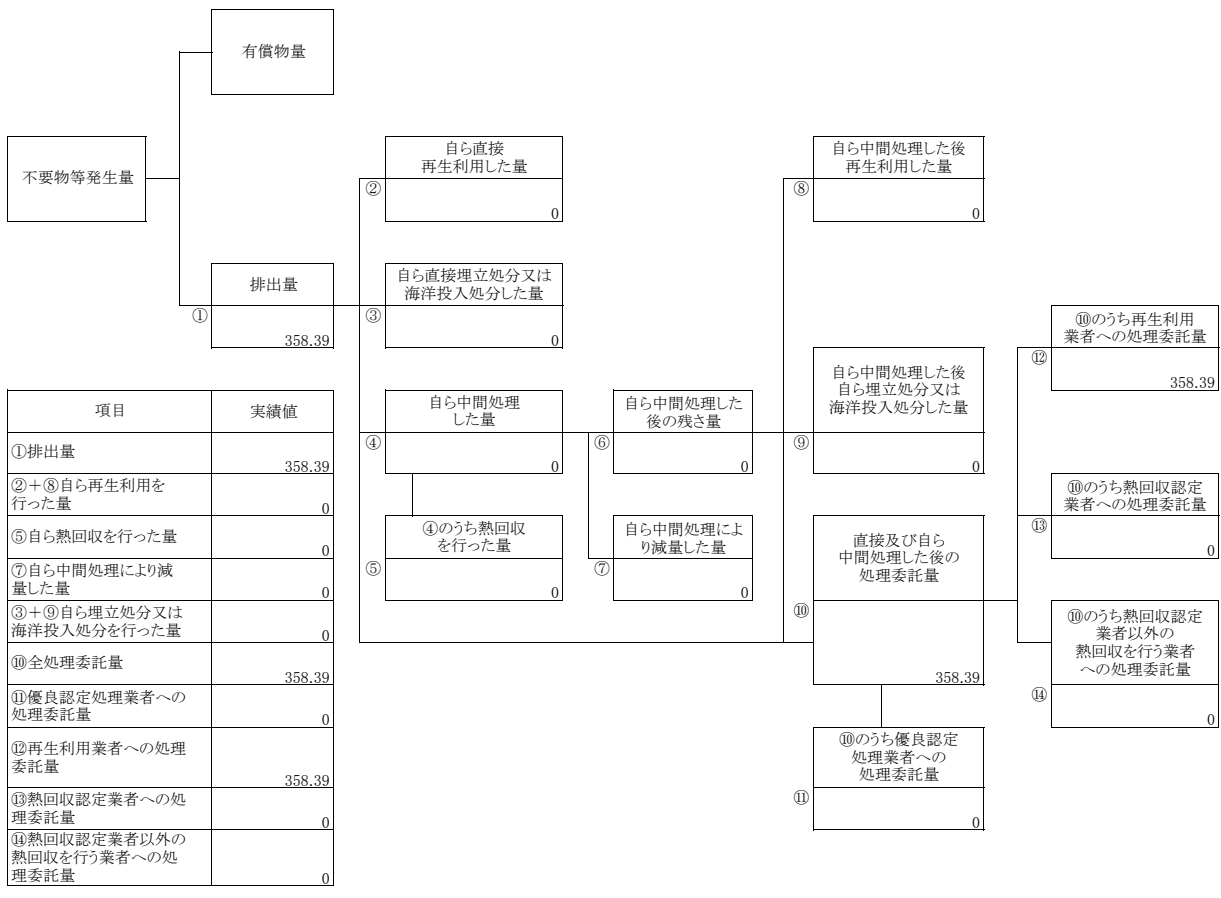 有償物量
不要物等発生量
排出量
①
358.39
自ら直接
再生利用した量
②
0
自ら直接埋立処分又は
海洋投入処分した量
③
0
自ら中間処理
した量
④
0
④のうち熱回収
を行った量
⑤
0
自ら中間処理した
後の残さ量
⑥
0
自ら中間処理によ
り減量した量
⑦
0
自ら中間処理した後
再生利用した量
⑧
0
自ら中間処理した後
自ら埋立処分又は
海洋投入処分した量
⑨
0
直接及び自ら
中間処理した後の
処理委託量
⑩
358.39
⑩のうち優良認定
処理業者への
処理委託量
⑪
0
⑩のうち再生利用
業者への処理委託量
⑫
358.39
⑩のうち熱回収認定
業者への処理委託量
⑬
0
⑩のうち熱回収認定
業者以外の
熱回収を行う業者
への処理委託量
⑭
0
項目 実績値
①排出量
358.39
②＋⑧自ら再生利用を
行った量
0
⑤自ら熱回収を行った量
0
⑦自ら中間処理により減
量した量
0
③＋⑨自ら埋立処分又は
海洋投入処分を行った量
0
⑩全処理委託量
358.39
⑪優良認定処理業者への
処理委託量
0
⑫再生利用業者への処理
委託量
358.39
⑬熱回収認定業者への処
理委託量
0
⑭熱回収認定業者以外の
熱回収を行う業者への処
理委託量
0